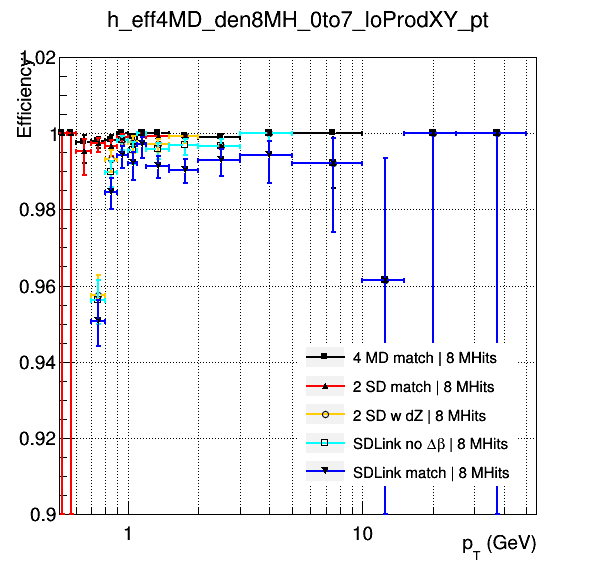 h_eff4MD_den8MH_0to7_loProdXY_pt
Efficiency
1.02
1
0.98
0.96
0.94
0.92
0.9
4 MD match | 8 MHits
2 SD match | 8 MHits
2 SD w dZ | 8 MHits
SDLink no Δβ | 8 MHits
SDLink match | 8 MHits
1
10
p_T (GeV)